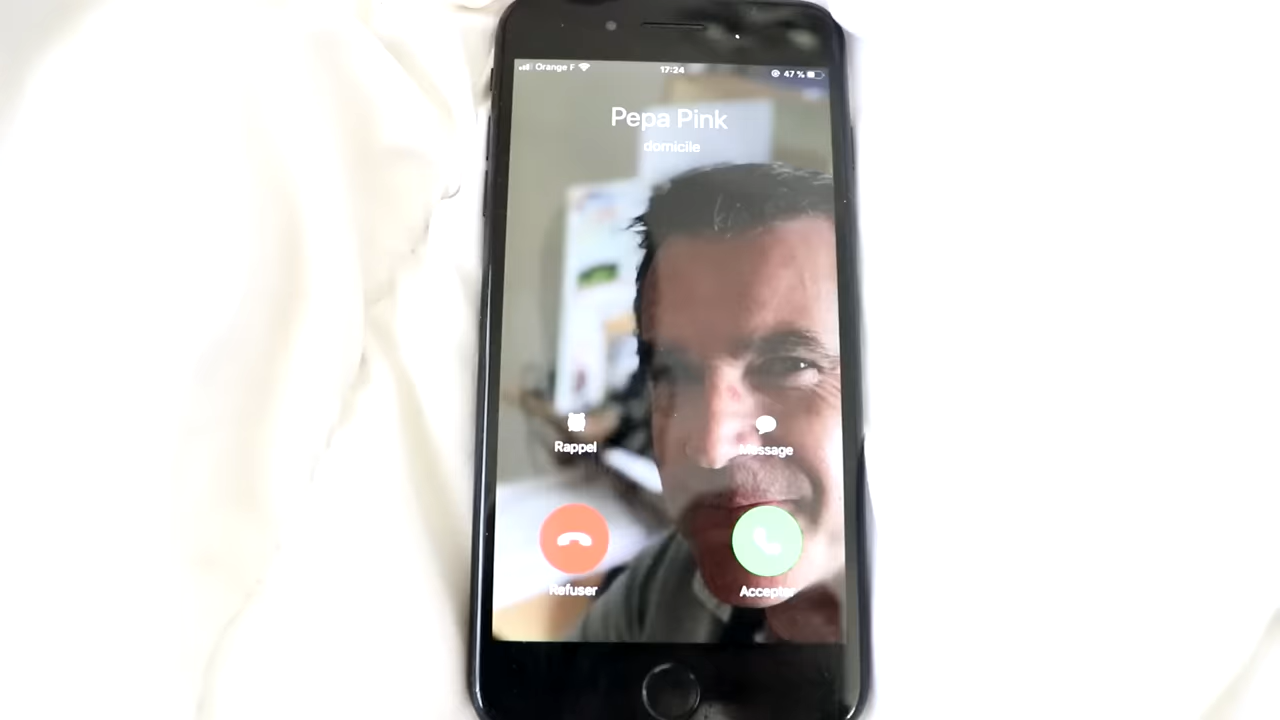 Orange F 17:24 47 %
Pepa Pink
domicile
Rappel Message
Refuser Accepter